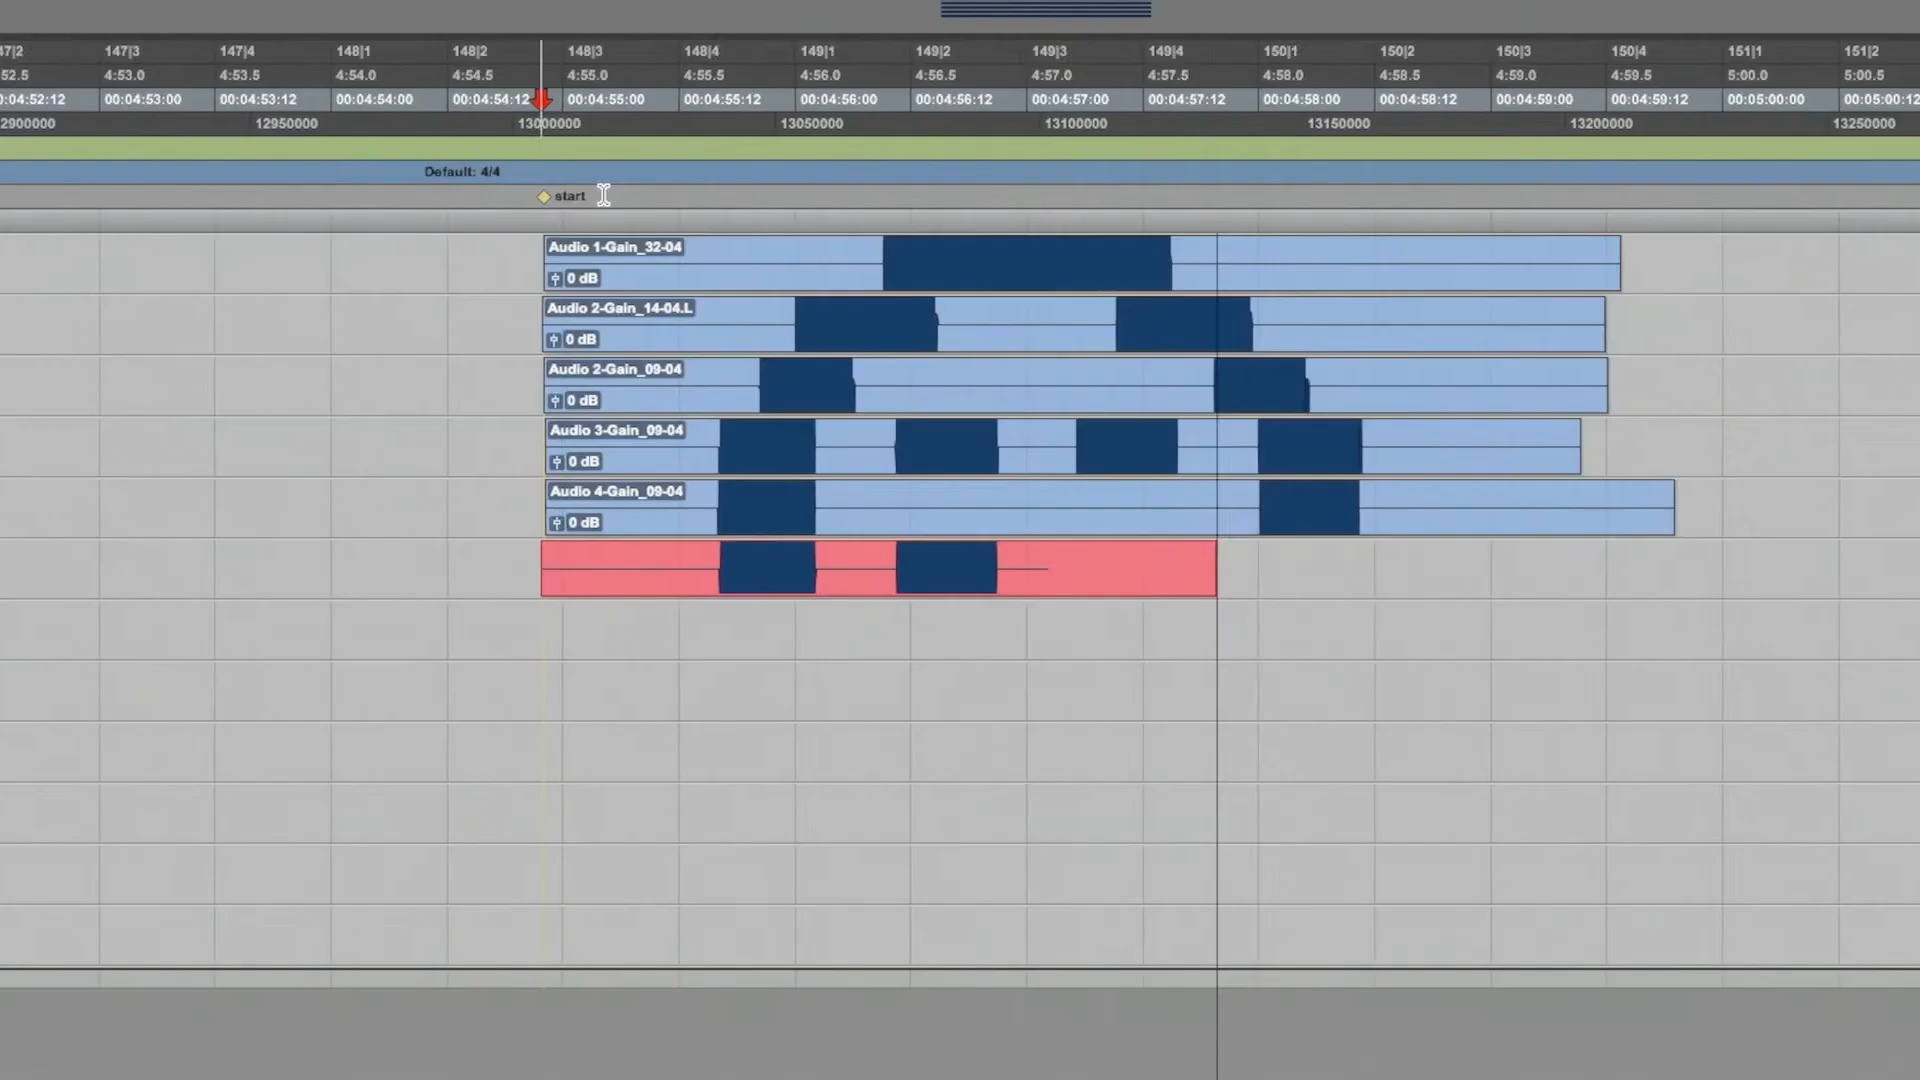 47|2 147|3 147|4 148|1 148|2 148|3 148|4 149|1 149|2 149|3 149|4 150|1 150|2 150|3 150|4 151|1 151|2
52.5 4:53.0 4:53.5 4:54.0 4:54.5 4:55.0 4:55.5 4:56.0 4:56.5 4:57.0 4:57.5 4:58.0 4:58.5 4:59.0 4:59.5 5:00.0 5:00.5
0:04:52:12 00:04:53:00 00:04:53:12 00:04:54:00 00:04:54:12 00:04:55:00 00:04:55:12 00:04:56:00 00:04:56:12 00:04:57:00 00:04:57:12 00:04:58:00 00:04:58:12 00:04:59:00 00:04:59:12 00:05:00:00 00:05:00:12
2900000 12950000 13000000 13050000 13100000 13150000 13200000 13250000
Default: 4/4
start
Audio 1-Gain_32-04
0 dB
Audio 2-Gain_14-04.L
0 dB
Audio 2-Gain_09-04
0 dB
Audio 3-Gain_09-04
0 dB
Audio 4-Gain_09-04
0 dB